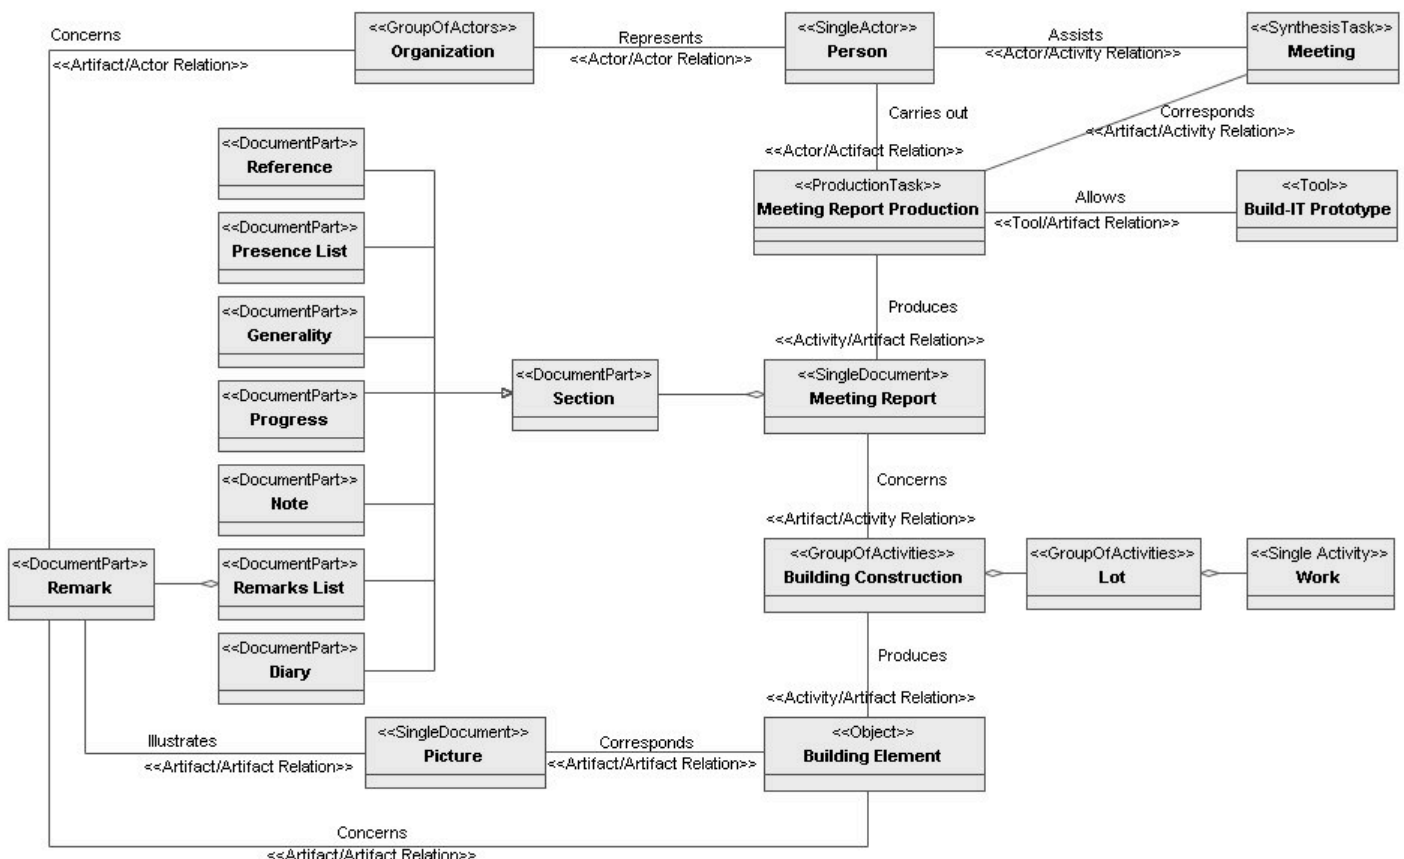 Concerns
<<Artifact/Actor Relation>>
<<GroupOfActors>>
Organization
Represents
<<Actor/Actor Relation>>
<<SingleActor>>
Person
Assists
<<Actor/Activity Relation>>
<<SynthesisTask>>
Meeting
Carries out
<<Actor/Actifact Relation>>
Corresponds
<<Artifact/Activity Relation>>
<<DocumentPart>>
Reference
<<ProductionTask>>
Meeting Report Production
Allows
<<Tool/Artifact Relation>>
<<Tool>>
Build-IT Prototype
<<DocumentPart>>
Presence List
<<DocumentPart>>
Generality
Produces
<<Activity/Artifact Relation>>
<<DocumentPart>>
Progress
<<DocumentPart>>
Section
<<SingleDocument>>
Meeting Report
<<DocumentPart>>
Note
Concerns
<<Artifact/Activity Relation>>
<<DocumentPart>>
Remark
<<DocumentPart>>
Remarks List
<<GroupOfActivities>>
Building Construction
<<GroupOfActivities>>
Lot
<<Single Activity>>
Work
<<DocumentPart>>
Diary
Produces
<<Activity/Artifact Relation>>
Illustrates
<<Artifact/Artifact Relation>>
<<SingleDocument>>
Picture
Corresponds
<<Artifact/Artifact Relation>>
<<Object>>
Building Element
Concerns
<<Artifact/Artifact Relation>>